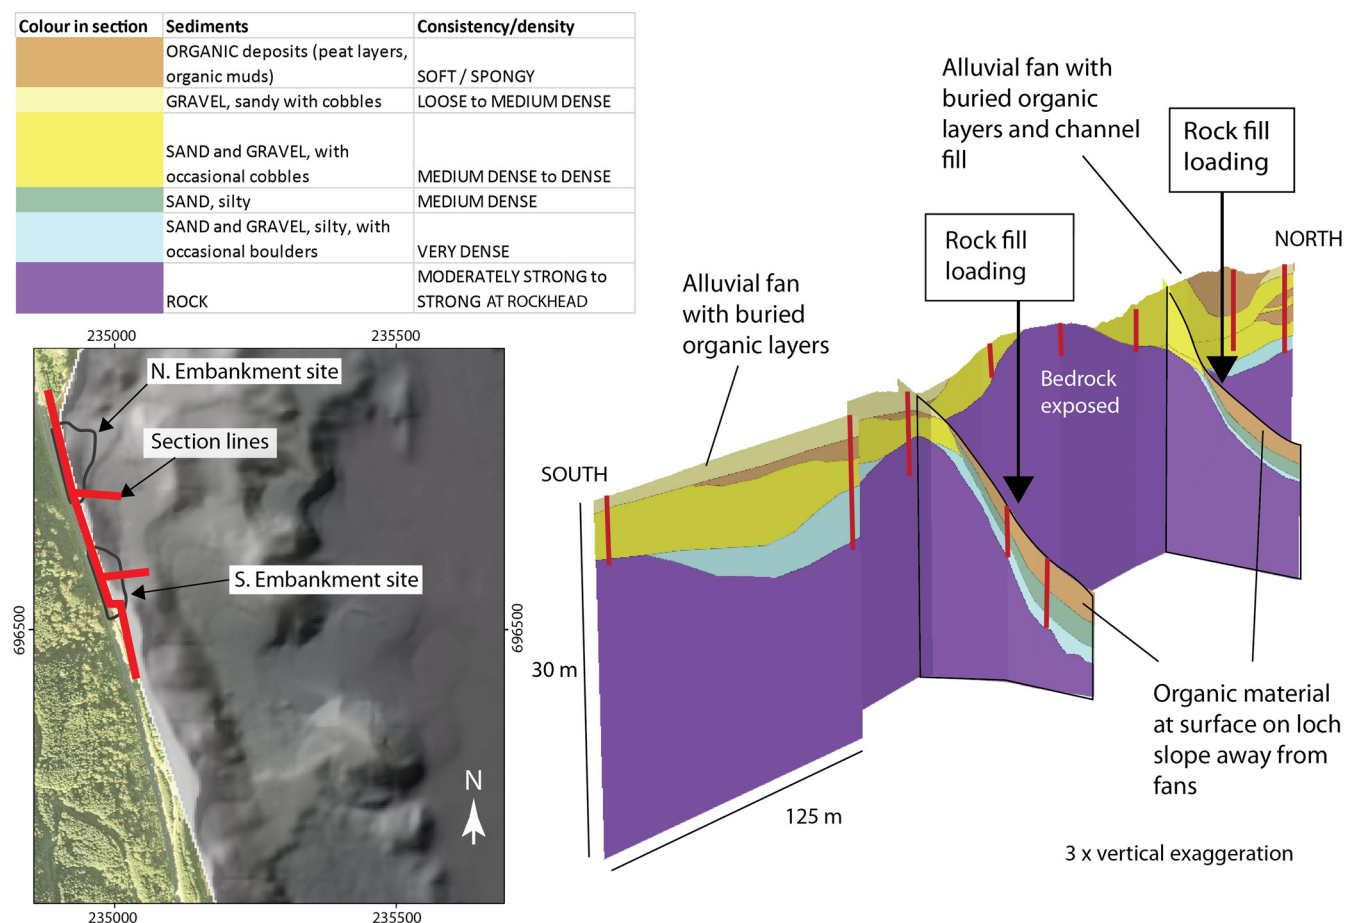 Colour in section Sediments Consistency/density
ORGANIC deposits (peat layers,
organic muds) SOFT / SPONGY
GRAVEL, sandy with cobbles LOOSE to MEDIUM DENSE
SAND and GRAVEL, with
occasional cobbles MEDIUM DENSE to DENSE
SAND, silty MEDIUM DENSE
SAND and GRAVEL, silty, with
occasional boulders VERY DENSE
MODERATELY STRONG to
ROCK STRONG AT ROCKHEAD
235000 235500
N. Embankment site
Section lines
S. Embankment site
696500 696500
N
235000 235500
Alluvial fan with
buried organic
layers and channel
fill
Rock fill
loading
Rock fill
loading
NORTH
Alluvial fan
with buried
organic layers
Bedrock
exposed
SOUTH
30 m
125 m
Organic material
at surface on loch
slope away from
fans
3 x vertical exaggeration